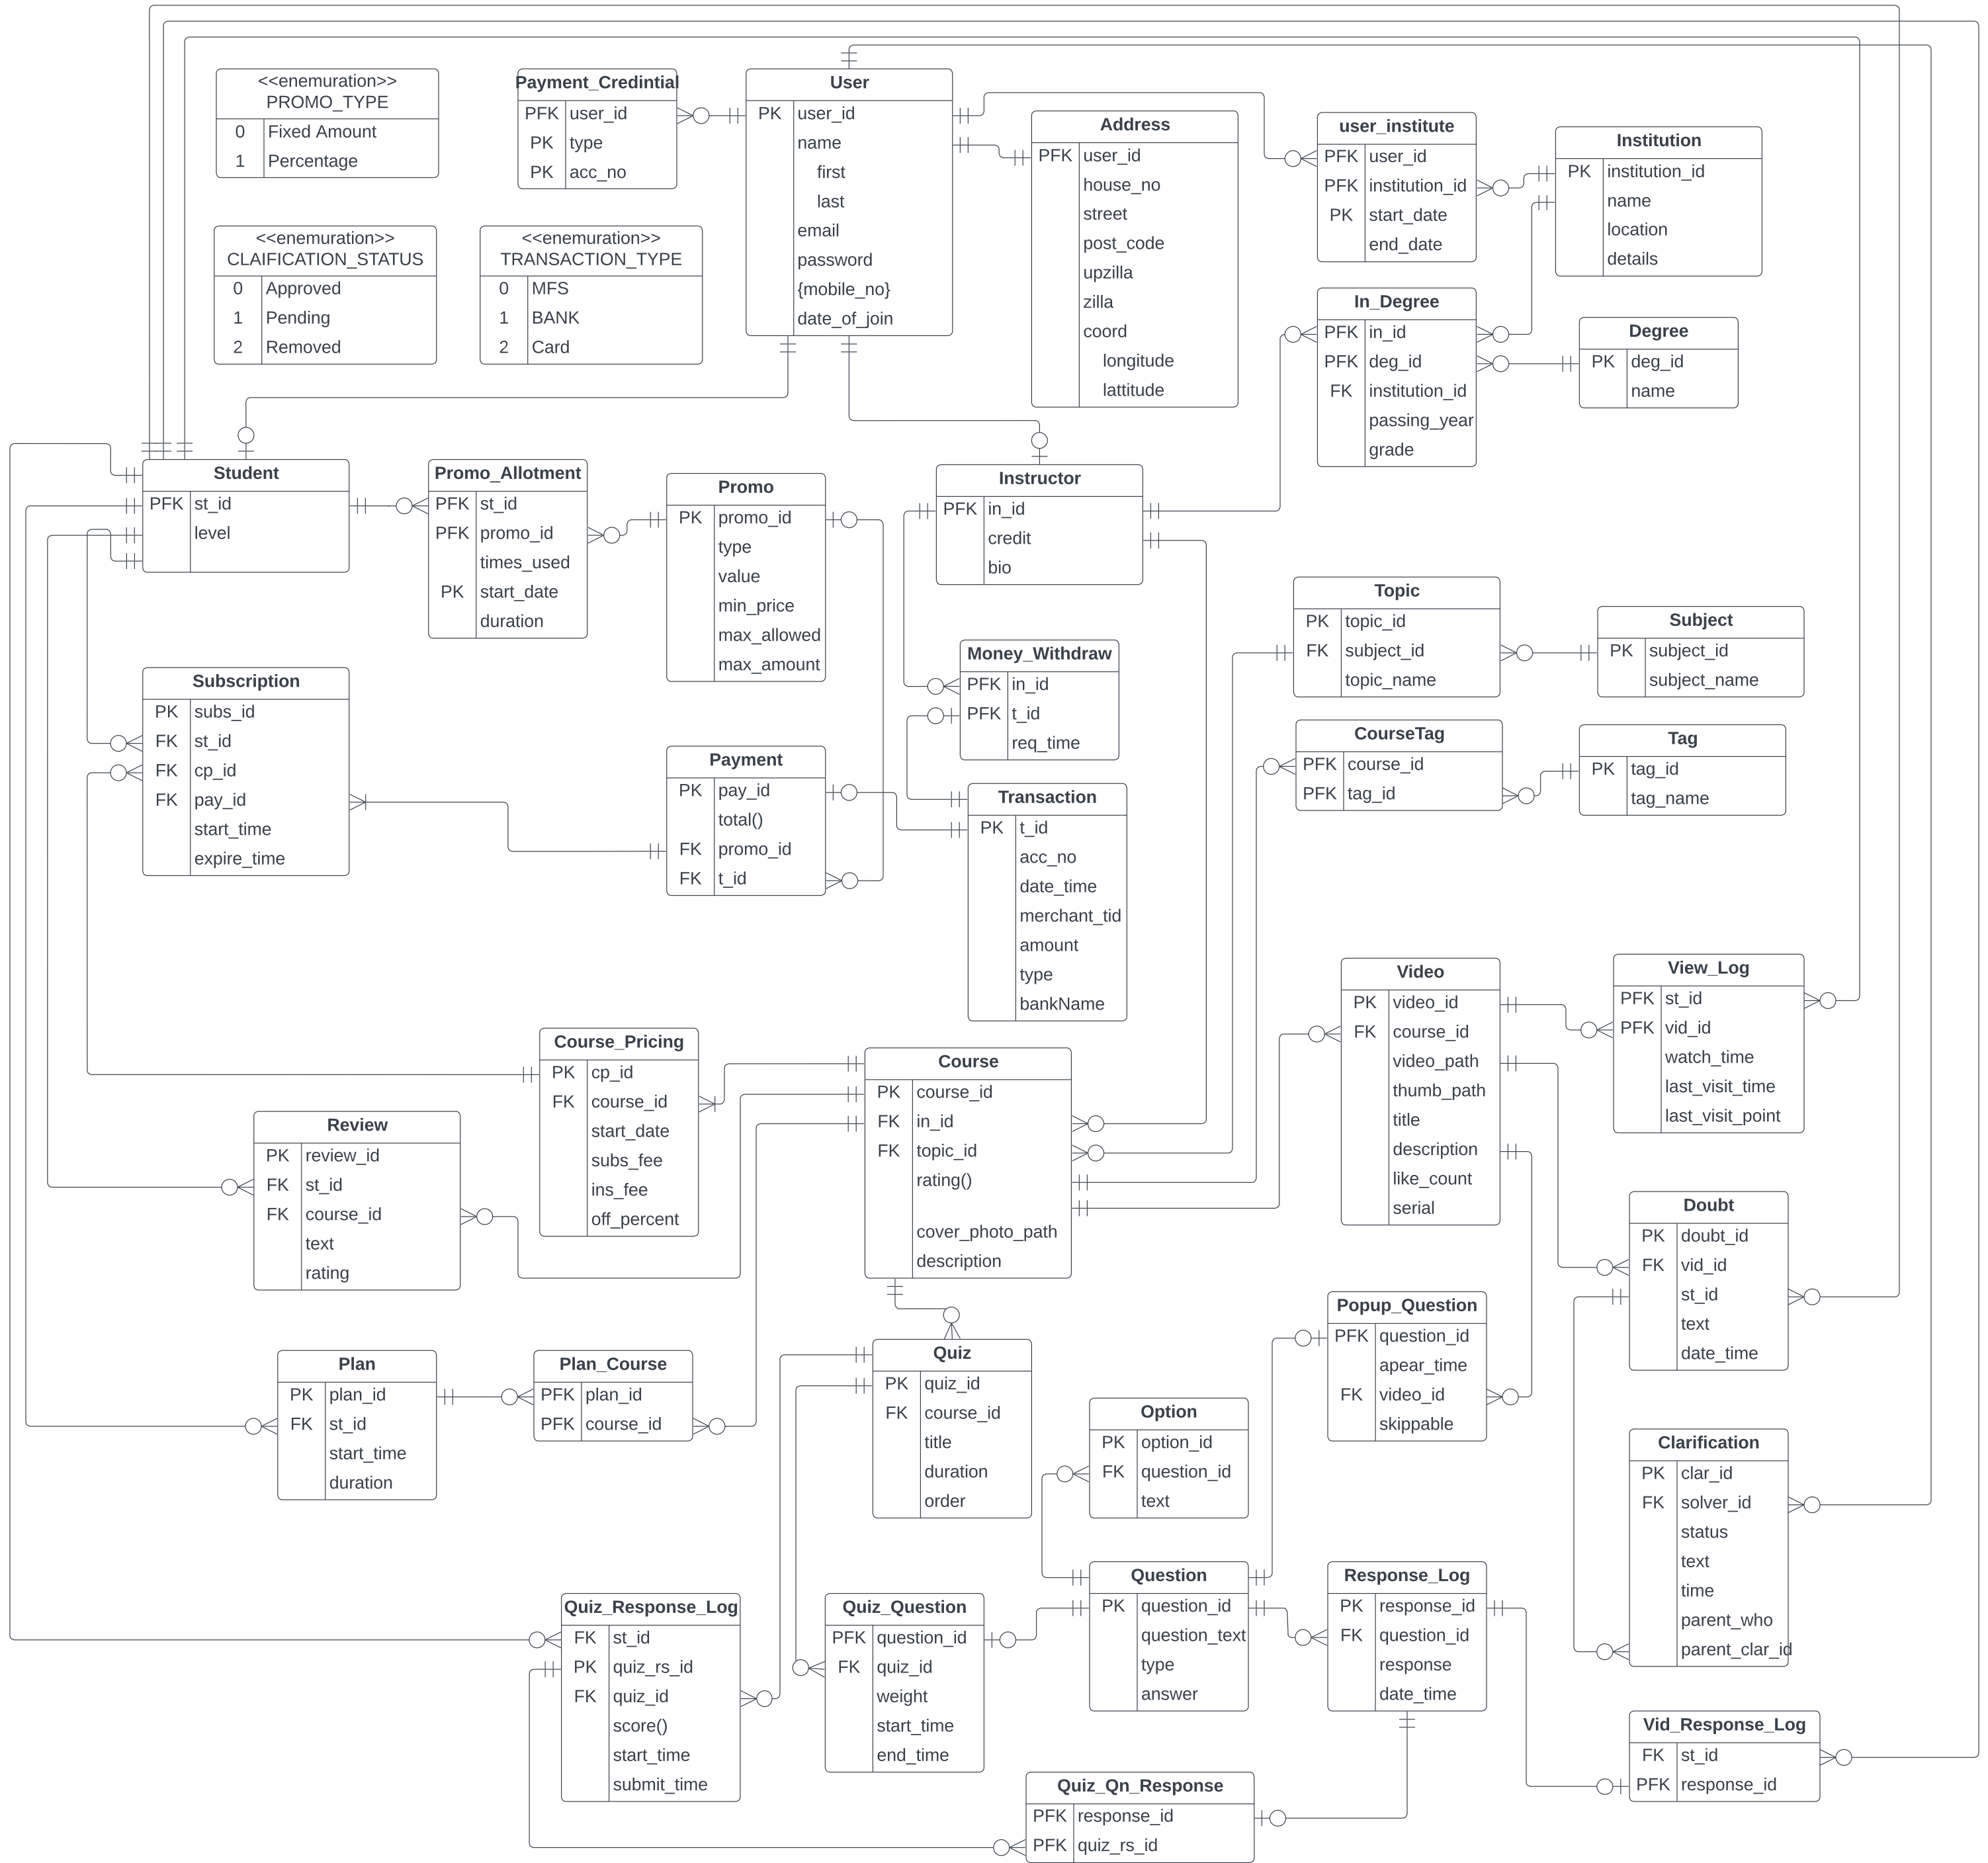 <<enemuration>>
PROMO_TYPE
0 Fixed Amount
1 Percentage
Payment_Credintial
PFK user_id
PK type
PK acc_no
User
PK user_id
name
first
last
email
password
{mobile_no}
date_of_join
Address
PFK user_id
house_no
street
post_code
upzilla
zilla
coord
longitude
lattitude
user_institute
PFK user_id
PFK institution_id
PK start_date
end_date
Institution
PK institution_id
name
location
details
<<enemuration>>
CLAIFICATION_STATUS
0 Approved
1 Pending
2 Removed
<<enemuration>>
TRANSACTION_TYPE
0 MFS
1 BANK
2 Card
In_Degree
PFK in_id
PFK deg_id
FK institution_id
passing_year
grade
Degree
PK deg_id
name
Student
PFK st_id
level
Promo_Allotment
PFK st_id
PFK promo_id
times_used
PK start_date
duration
Promo
PK promo_id
type
value
min_price
max_allowed
max_amount
Instructor
PFK in_id
credit
bio
Topic
PK topic_id
FK subject_id
topic_name
Subject
PK subject_id
subject_name
Money_Withdraw
PFK in_id
PFK t_id
req_time
Subscription
PK subs_id
FK st_id
FK cp_id
FK pay_id
start_time
expire_time
Payment
PK pay_id
total()
FK promo_id
FK t_id
Transaction
PK t_id
acc_no
date_time
merchant_tid
amount
type
bankName
CourseTag
PFK course_id
PFK tag_id
Tag
PK tag_id
tag_name
Video
PK video_id
FK course_id
video_path
thumb_path
title
description
like_count
serial
View_Log
PFK st_id
PFK vid_id
watch_time
last_visit_time
last_visit_point
Course_Pricing
PK cp_id
FK course_id
start_date
subs_fee
ins_fee
off_percent
Course
PK course_id
FK in_id
FK topic_id
rating()
cover_photo_path
description
Review
PK review_id
FK st_id
FK course_id
text
rating
Doubt
PK doubt_id
FK vid_id
st_id
text
date_time
Popup_Question
PFK question_id
apear_time
FK video_id
skippable
Plan
PK plan_id
FK st_id
start_time
duration
Plan_Course
PFK plan_id
PFK course_id
Quiz
PK quiz_id
FK course_id
title
duration
order
Option
PK option_id
FK question_id
text
Clarification
PK clar_id
FK solver_id
status
text
time
parent_who
parent_clar_id
Quiz_Response_Log
FK st_id
PK quiz_rs_id
FK quiz_id
score()
start_time
submit_time
Quiz_Question
PFK question_id
FK quiz_id
weight
start_time
end_time
Question
PK question_id
question_text
type
answer
Response_Log
PK response_id
FK question_id
response
date_time
Vid_Response_Log
FK st_id
PFK response_id
Quiz_Qn_Response
PFK response_id
PFK quiz_rs_id